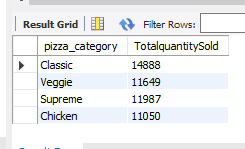 Result Grid Filter Rows:
pizza_category TotalquantitySold
Classic 14888
Veggie 11649
Supreme 11987
Chicken 11050